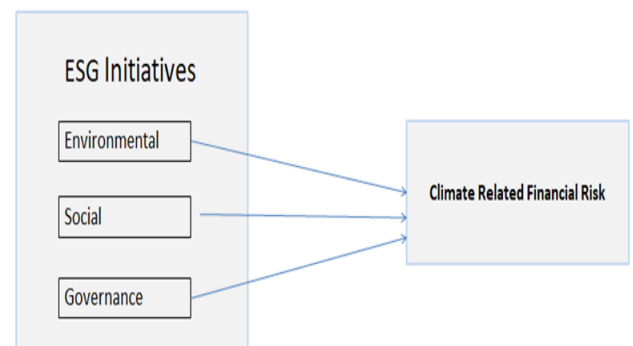 ESG Initiatives
Environmental
Social
Governance
Climate Related Financial Risk